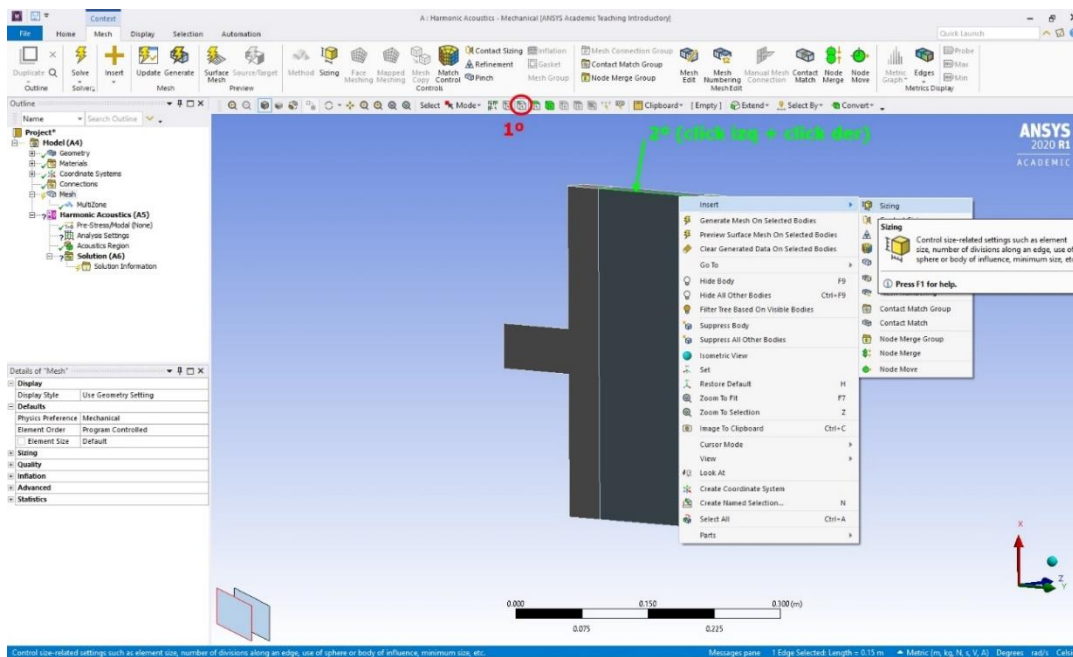 Context
A : Harmonic Acoustics - Mechanical [ANSYS Academic Teaching Introductory]
File Home Mesh Display Selection Automation
Quick Launch
Duplicate Q
Outline
Solve
Solver
Insert
Update Generate
Mesh
Surface Mesh
Source/Target
Preview
Method Sizing
Face Meshing
Mapped Meshing
Mesh Copy
Match Control
Contact Sizing
Refinement
Pinch
Inflation
Gasket
Mesh Group
Controls
Mesh Connection Group
Contact Match Group
Node Merge Group
Mesh Edit
Mesh Numbering
Manual Mesh Connection
Contact Match
Node Merge
Node Move
Mesh Edit
Metric Graph
Edges
Probe
Max
Min
Metrics Display
Outline
Name Search Outline
Select Mode
Clipboard [Empty] Extend Select By Convert
1º
2º (click izq + click der)
ANSYS
2020 R1
ACADEMIC
Project*
Model (A4)
Geometry
Materials
Coordinate Systems
Connections
Mesh
MultiZone
Harmonic Acoustics (A5)
Pre-Stress/Modal (None)
Analysis Settings
Acoustics Region
Solution (A6)
Solution Information
Insert
Generate Mesh On Selected Bodies
Preview Surface Mesh On Selected Bodies
Clear Generated Data On Selected Bodies
Go To
Hide Body F9
Hide All Other Bodies Ctrl+F9
Filter Tree Based On Visible Bodies
Suppress Body
Suppress All Other Bodies
Isometric View
Set
Restore Default H
Zoom To Fit F7
Zoom To Selection Z
Image To Clipboard Ctrl+C
Cursor Mode
View
Look At
Create Coordinate System
Create Named Selection... N
Select All Ctrl+A
Parts
Sizing
Sizing
Control size-related settings such as element
size, number of divisions along an edge, use of
sphere or body of influence, minimum size, etc
Press F1 for help.
Contact Match Group
Contact Match
Node Merge Group
Node Merge
Node Move
Details of "Mesh"
Display
Display Style Use Geometry Setting
Defaults
Physics Preference Mechanical
Element Order Program Controlled
Element Size Default
Sizing
Quality
Inflation
Advanced
Statistics
0.000 0.150 0.300 (m)
0.075 0.225
X
Z
Y
Control size-related settings such as element size, number of divisions along an edge, use of sphere or body of influence, minimum size, etc.
Messages pane 1 Edge Selected: Length = 0.15 m Metric (m, kg, N, s, V, A) Degrees rad/s Celsi